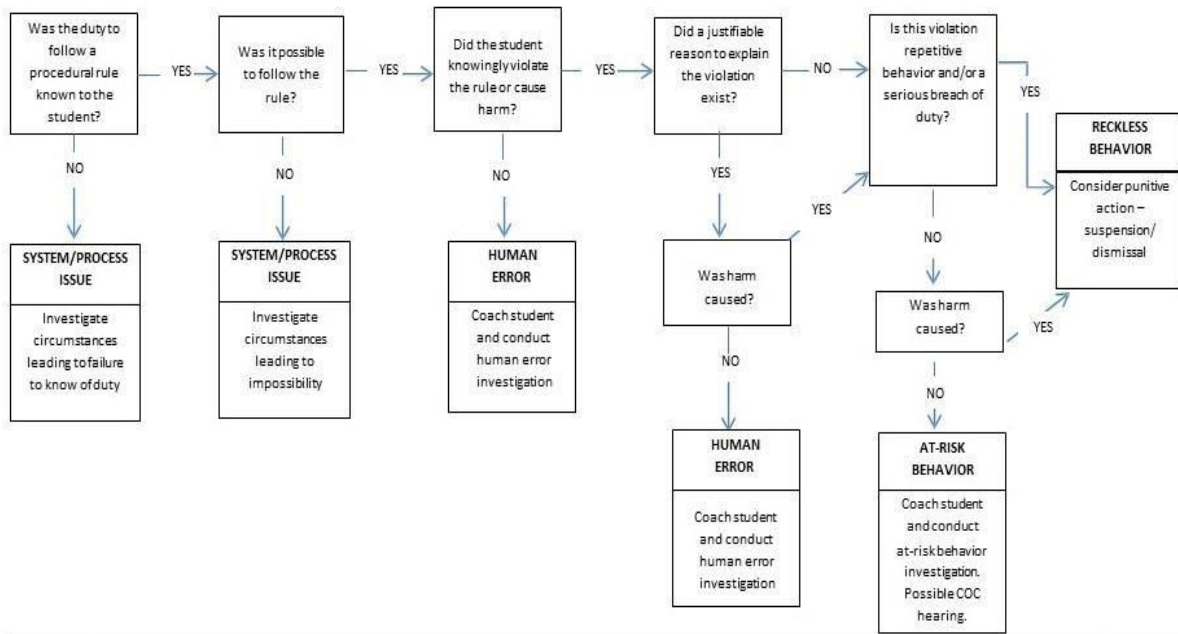 Was the duty to
follow a
procedural rule
known to the
student?
YES
NO
SYSTEM/PROCESS
ISSUE
Investigate
circumstances
leading to failure
to know of duty
Was it possible
to follow the
rule?
YES
NO
SYSTEM/PROCESS
ISSUE
Investigate
circumstances
leading to
impossibility
Did the student
knowingly violate
the rule or cause
harm?
YES
NO
HUMAN
ERROR
Coach student
and conduct
human error
investigation
Did a justifiable
reason to explain
the violation
exist?
NO
YES
Was harm
caused?
YES
NO
HUMAN
ERROR
Coach student
and conduct
human error
investigation
Is this violation
repetitive
behavior and/or a
serious breach of
duty?
YES
NO
Was harm
caused?
YES
NO
AT-RISK
BEHAVIOR
Coach student
and conduct
at-risk behavior
investigation.
Possible COC
hearing.
RECKLESS
BEHAVIOR
Consider punitive
action –
suspension/
dismissal